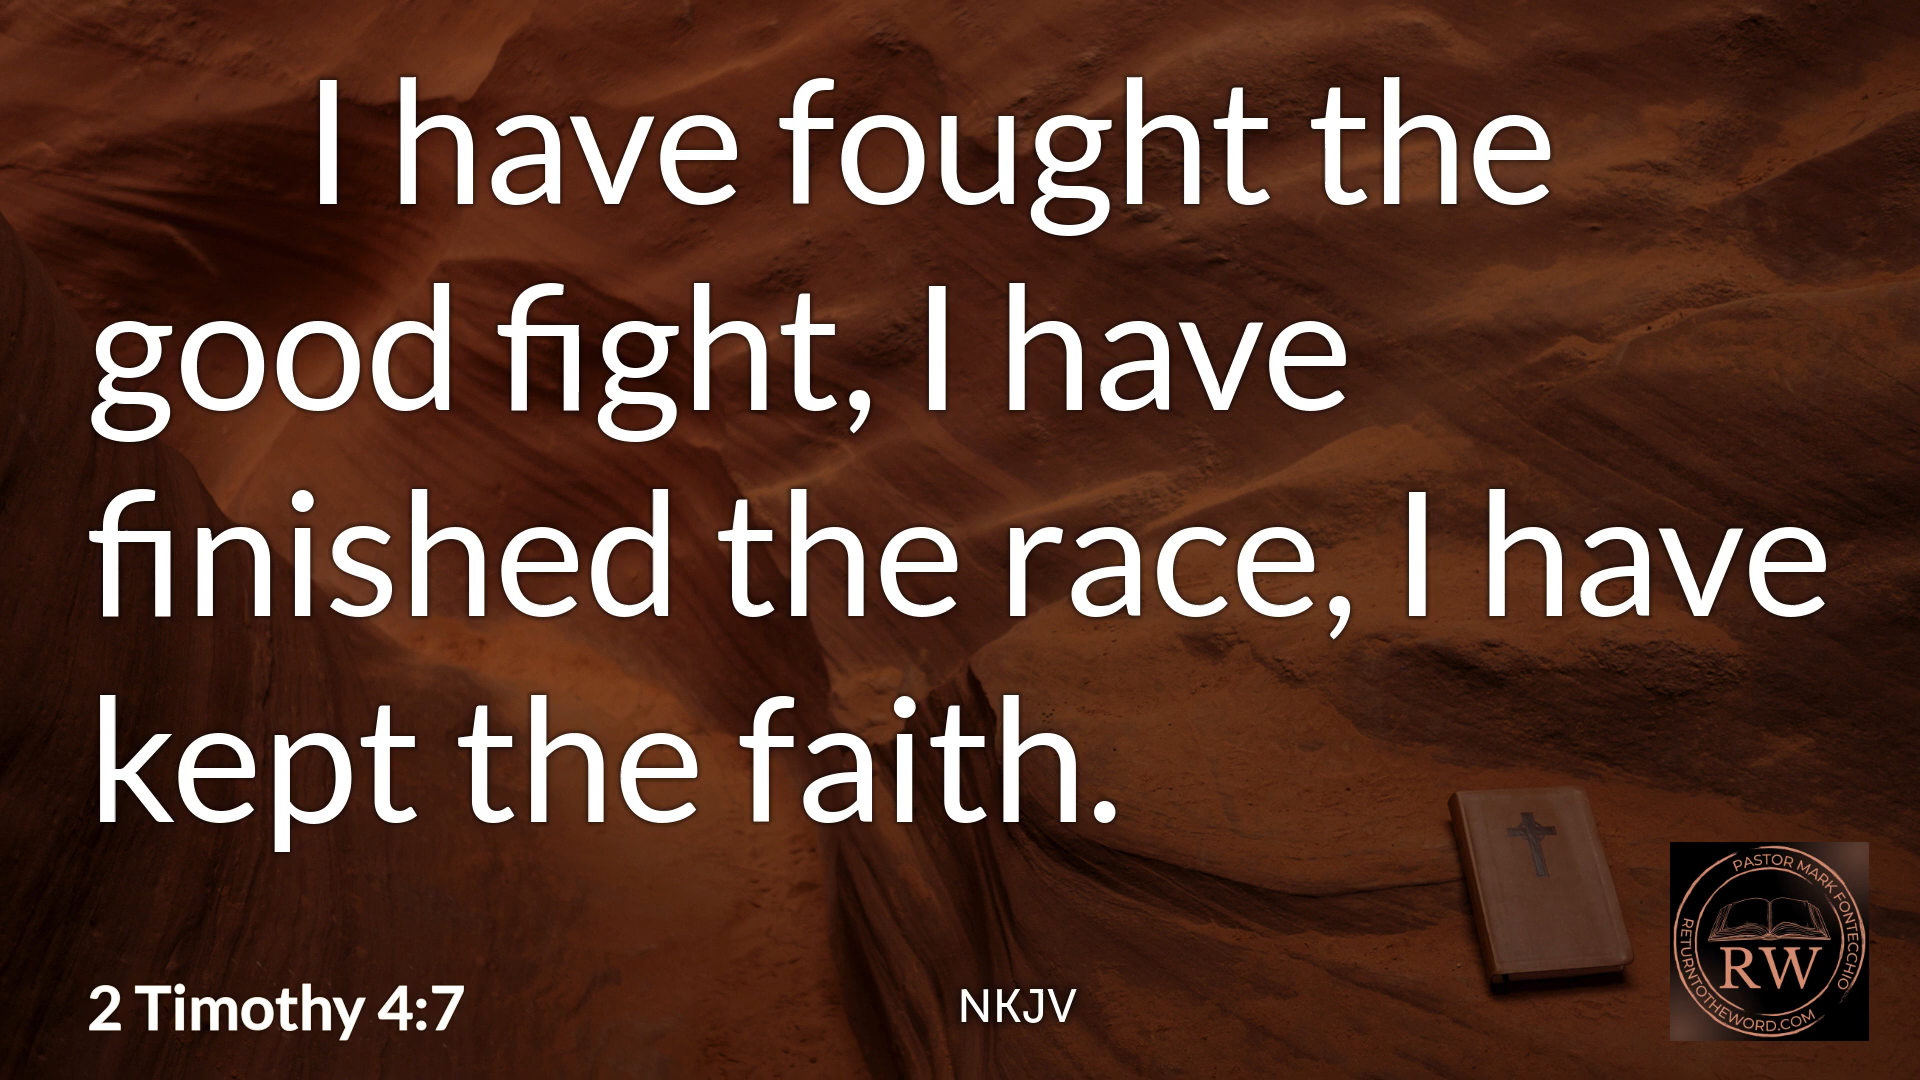 I have fought the
good fight, I have
finished the race, I have
kept the faith.
2 Timothy 4:7
NKJV
PASTOR MARK FONTECCHIO
RW
RETURNTOTHEWORD.COM